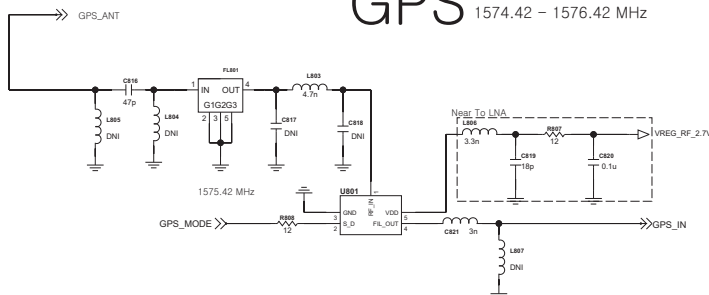 GPS 1574.42 - 1576.42 MHz
GPS_ANT
C816
47p
L805
DNI
L804
DNI
FL801
1
IN
OUT
4
G1G2G3
2 3 5
L803
4.7n
C817
DNI
C818
DNI
Near To LNA
L806
3.3n
R807
12
VREG_RF_2.7V
C819
18p
C820
0.1u
1575.42 MHz
U801
1
RF_IN
GND
3
S_D
2
VDD
5
FIL_OUT
4
GPS_MODE
R808
12
C821
3n
GPS_IN
L807
DNI